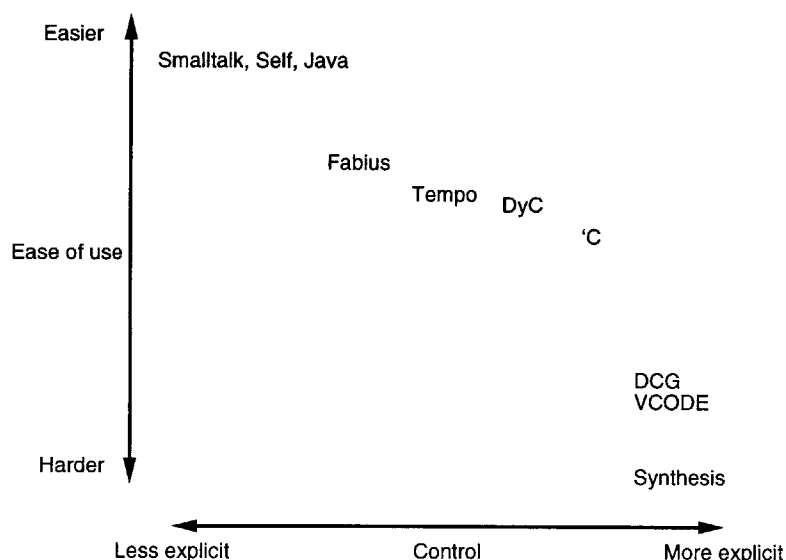 Easier
Smalltalk, Self, Java
Fabius
Tempo
DyC
‘C
Ease of use
DCG
VCODE
Harder
Synthesis
Less explicit
Control
More explicit